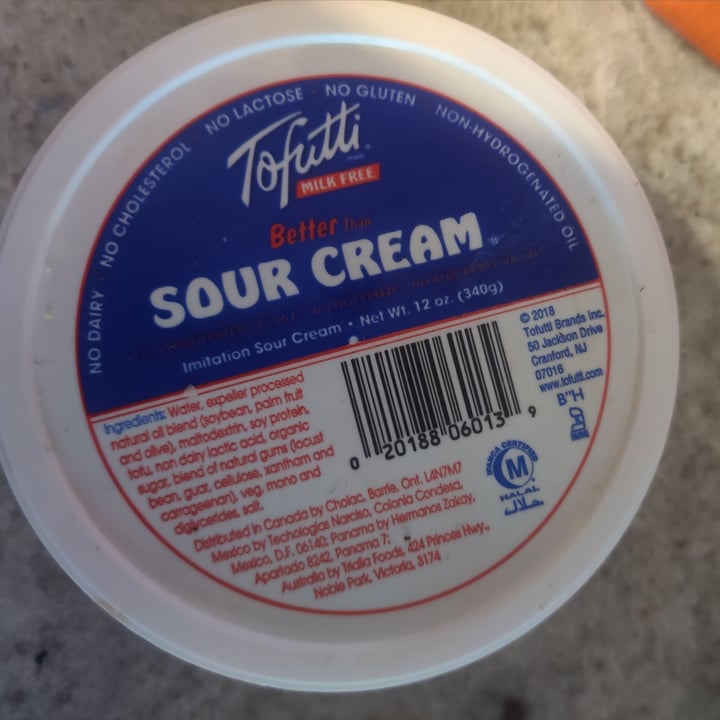 NO DAIRY · NO CHOLESTEROL · NO LACTOSE · NO GLUTEN · NON-HYDROGENATED OIL
Tofutti
MILK FREE
Better Than
SOUR CREAM
Imitation Sour Cream • Net Wt. 12 oz. (340g)
Ingredients: Water, expeller processed
natural oil blend (soybean, palm fruit
and olive), maltodextrin, soy protein,
tofu, non dairy lactic acid, organic
sugar, blend of natural gums (locust
bean, guar, cellulose, xanthan and
carrageenan), veg. mono and
diglycerides, salt.
0 20188 06013 9
© 2018
Tofutti Brands Inc.
50 Jackson Drive
Cranford, NJ
07016
www.tofutti.com
B"H
CERTIFIED
M
HALAL
حلال
Distributed in Canada by Cholac, Barrie, Ont. L4N7M7
Mexico by Techologias Narciso, Colonia Condesa,
Mexico, D.F. 06140; Panama by Hermanos Zakay,
Apartado 8242, Panama 7;
Australia by Trialia Foods, 424 Princes Hwy.,
Noble Park, Victoria, 3174